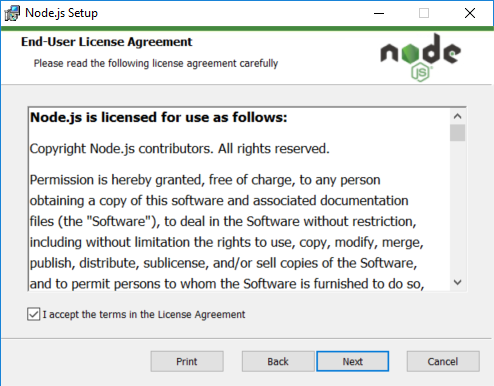 Node.js Setup
End-User License Agreement
Please read the following license agreement carefully
node
JS
Node.js is licensed for use as follows:
Copyright Node.js contributors. All rights reserved.
Permission is hereby granted, free of charge, to any person
obtaining a copy of this software and associated documentation
files (the "Software"), to deal in the Software without restriction,
including without limitation the rights to use, copy, modify, merge,
publish, distribute, sublicense, and/or sell copies of the Software,
and to permit persons to whom the Software is furnished to do so,
I accept the terms in the License Agreement
Print Back Next Cancel